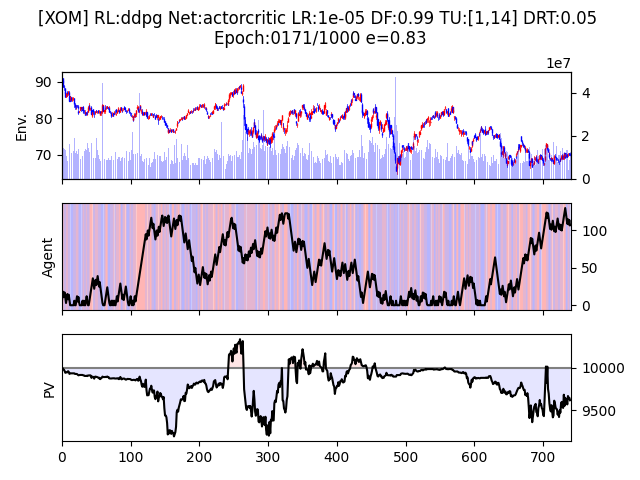 [XOM] RL:ddpg Net:actorcritic LR:1e-05 DF:0.99 TU:[1,14] DRT:0.05
Epoch:0171/1000 e=0.83
1e7
90
80
70
Env.
4
2
0
Agent
100
50
0
PV
10000
9500
0 100 200 300 400 500 600 700